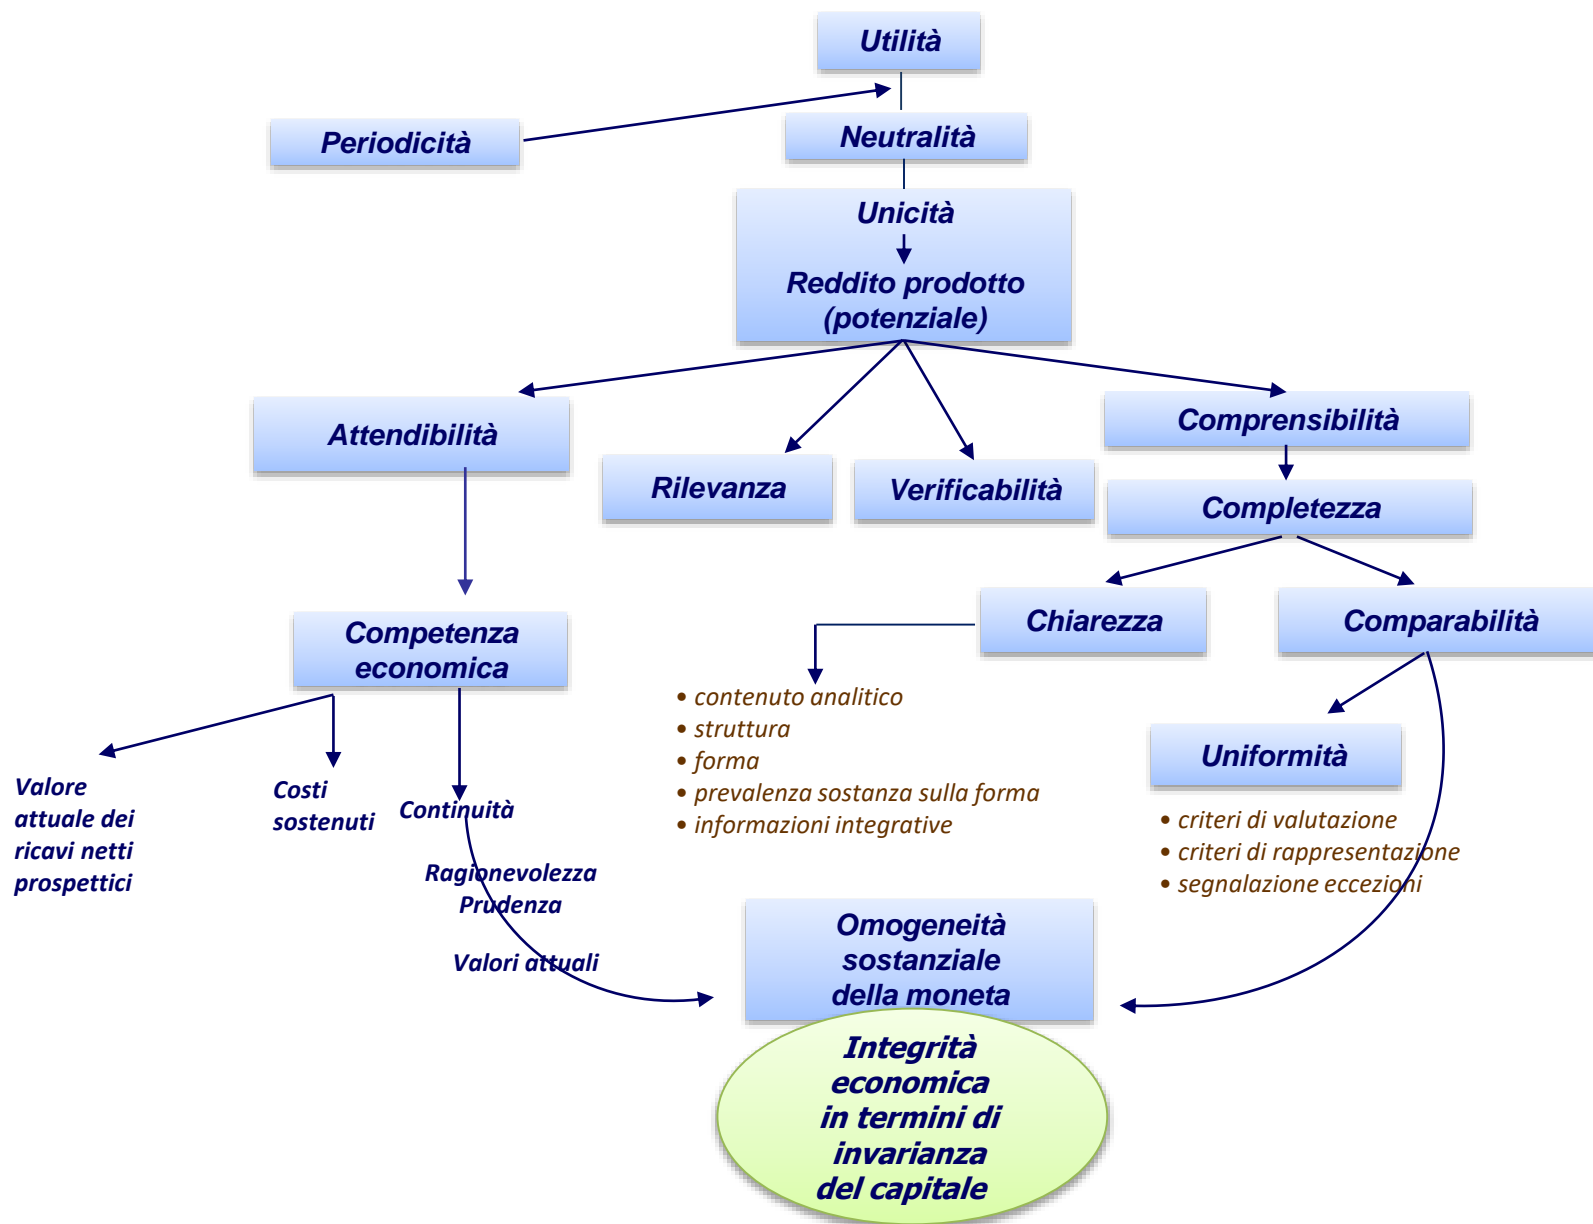 Utilità
Periodicità
Neutralità
Unicità
Reddito prodotto
(potenziale)
Attendibilità
Rilevanza
Verificabilità
Comprensibilità
Completezza
Competenza
economica
Chiarezza
Comparabilità
• contenuto analitico
• struttura
• forma
• prevalenza sostanza sulla forma
• informazioni integrative
Uniformità
• criteri di valutazione
• criteri di rappresentazione
• segnalazione eccezioni
Valore
attuale dei
ricavi netti
prospettici
Costi
sostenuti
Continuità
Ragionevolezza
Prudenza
Valori attuali
Omogeneità
sostanziale
della moneta
Integrità
economica
in termini di
invarianza
del capitale